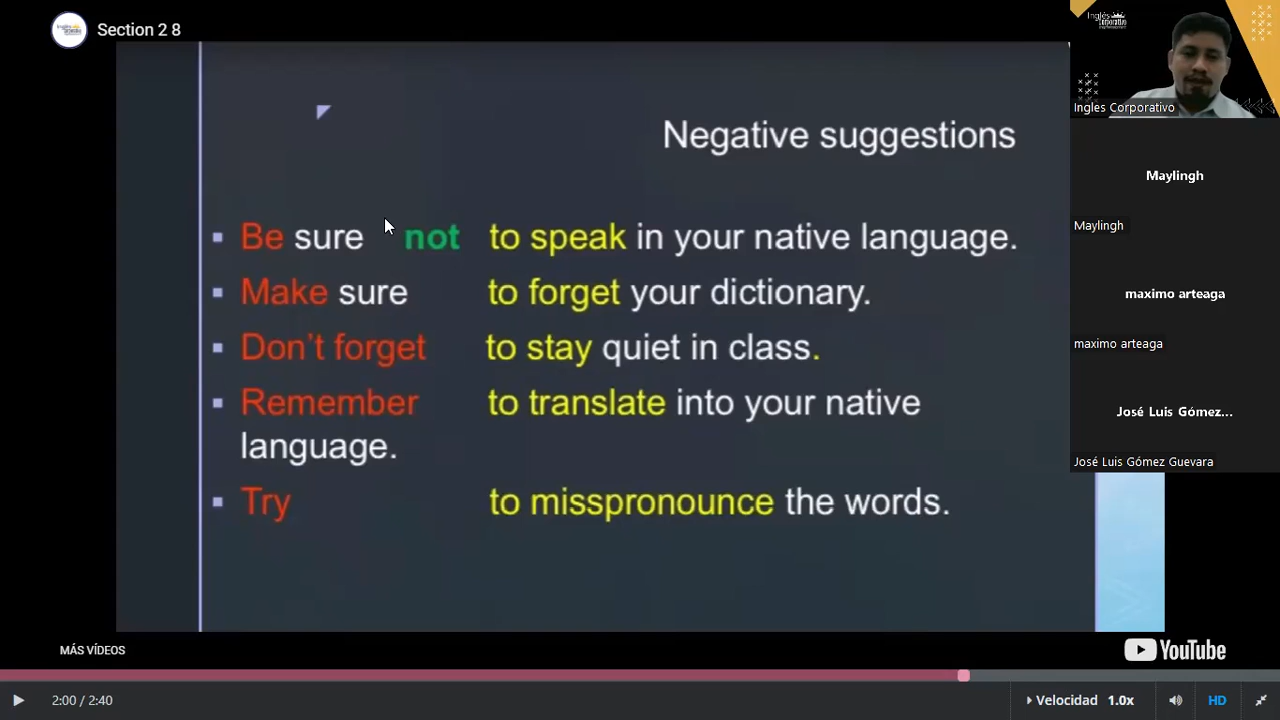 Section 2 8
Negative suggestions
Be sure not to speak in your native language.
Make sure to forget your dictionary.
Don't forget to stay quiet in class.
Remember to translate into your native
language.
Try to misspronounce the words.
Inglés
Corporativo
Ingles Corporativo
Maylingh
Maylingh
maximo arteaga
maximo arteaga
José Luis Gómez...
José Luis Gómez Guevara
MÁS VÍDEOS
YouTube
2:00 / 2:40
Velocidad 1.0x
HD